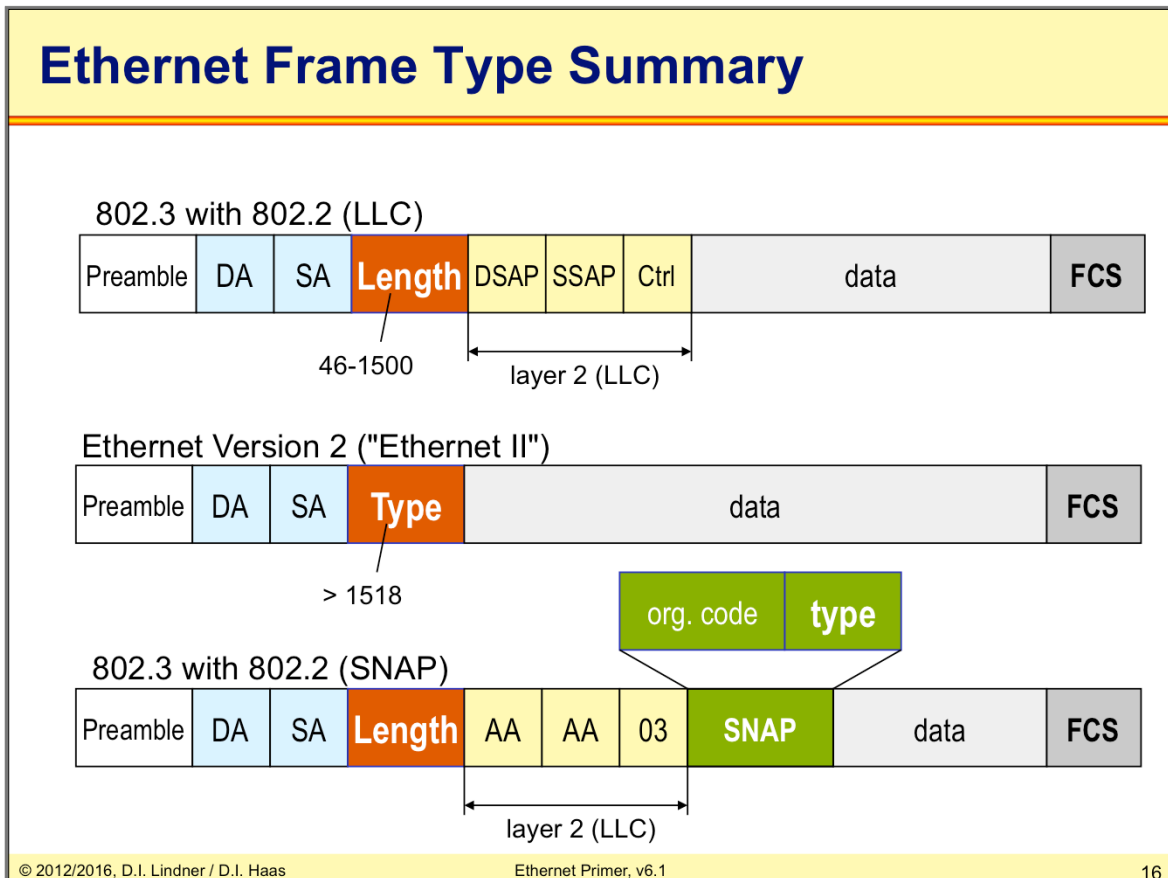 Ethernet Frame Type Summary
802.3 with 802.2 (LLC)
Preamble DA SA Length DSAP SSAP Ctrl data FCS
46-1500
layer 2 (LLC)
Ethernet Version 2 ("Ethernet II")
Preamble DA SA Type data FCS
> 1518
org. code type
802.3 with 802.2 (SNAP)
Preamble DA SA Length AA AA 03 SNAP data FCS
layer 2 (LLC)
© 2012/2016, D.I. Lindner / D.I. Haas Ethernet Primer, v6.1 16